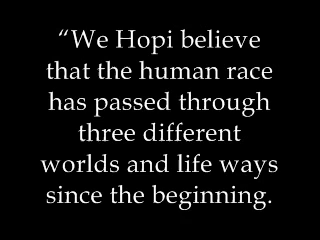 “We Hopi believe
that the human race
has passed through
three different
worlds and life ways
since the beginning.